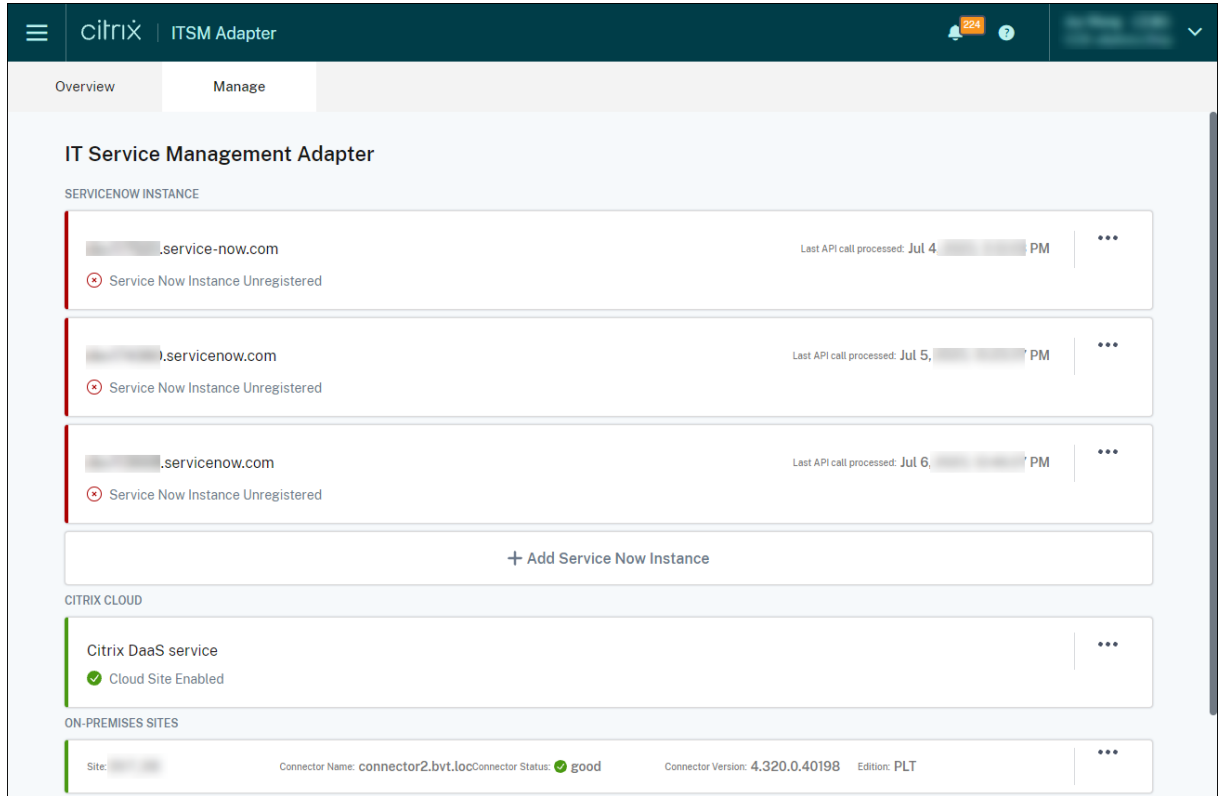 citrix | ITSM Adapter 224 ?
Overview Manage
IT Service Management Adapter
SERVICENOW INSTANCE
.service-now.com Last API call processed: Jul 4, PM
Service Now Instance Unregistered
.servicenow.com Last API call processed: Jul 5, PM
Service Now Instance Unregistered
.servicenow.com Last API call processed: Jul 6, PM
Service Now Instance Unregistered
+ Add Service Now Instance
CITRIX CLOUD
Citrix DaaS service
Cloud Site Enabled
ON-PREMISES SITES
Site: Connector Name: connector2.bvt.loc Connector Status: good Connector Version: 4.320.0.40198 Edition: PLT